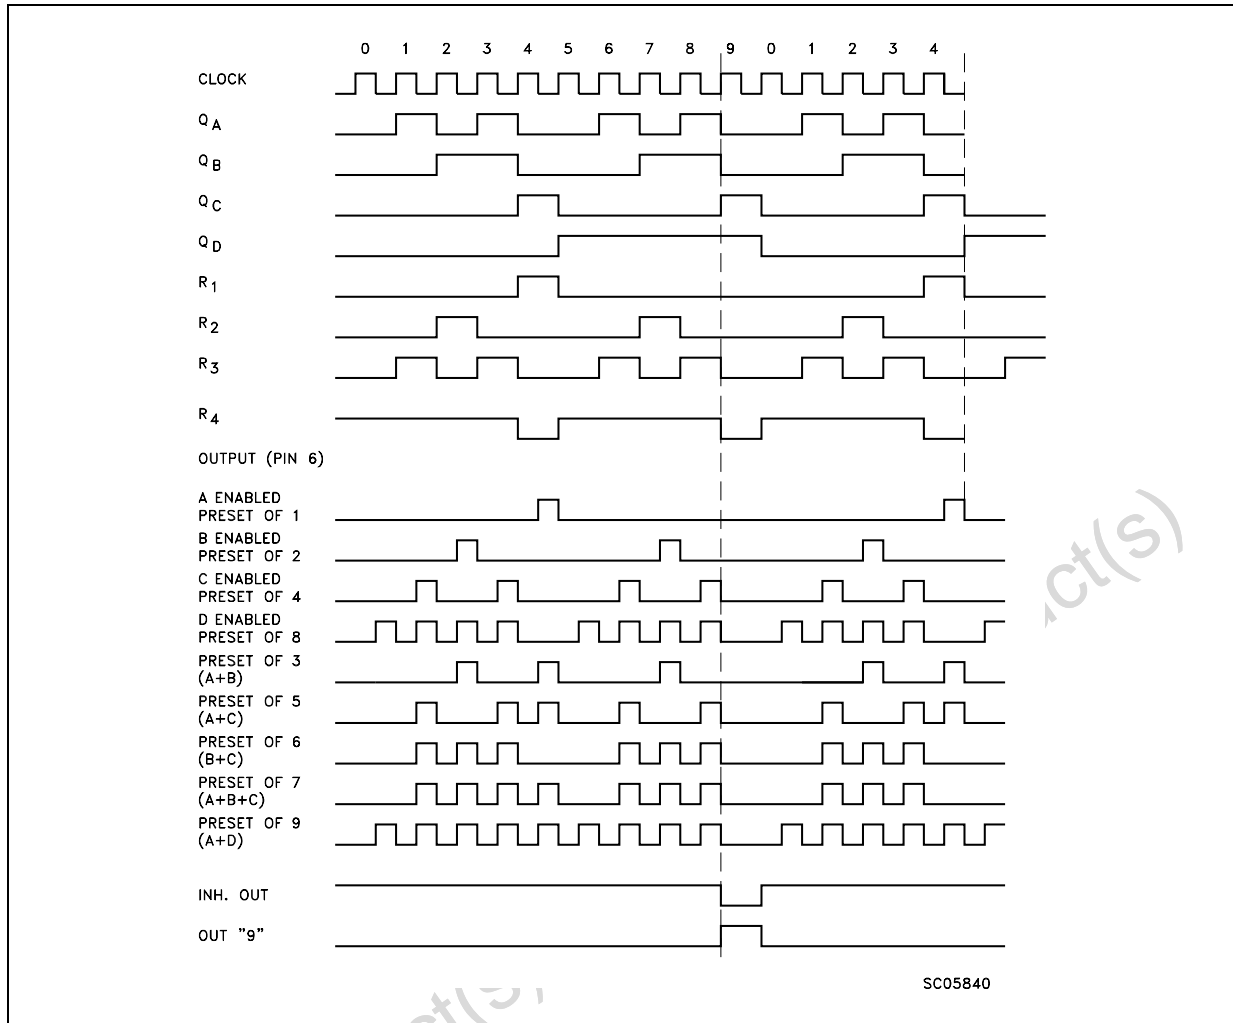 0 1 2 3 4 5 6 7 8 9 0 1 2 3 4
CLOCK
QA
QB
QC
QD
R1
R2
R3
R4
OUTPUT (PIN 6)
A ENABLED
PRESET OF 1
B ENABLED
PRESET OF 2
C ENABLED
PRESET OF 4
D ENABLED
PRESET OF 8
PRESET OF 3
(A+B)
PRESET OF 5
(A+C)
PRESET OF 6
(B+C)
PRESET OF 7
(A+B+C)
PRESET OF 9
(A+D)
INH. OUT
OUT "9"
SC05840